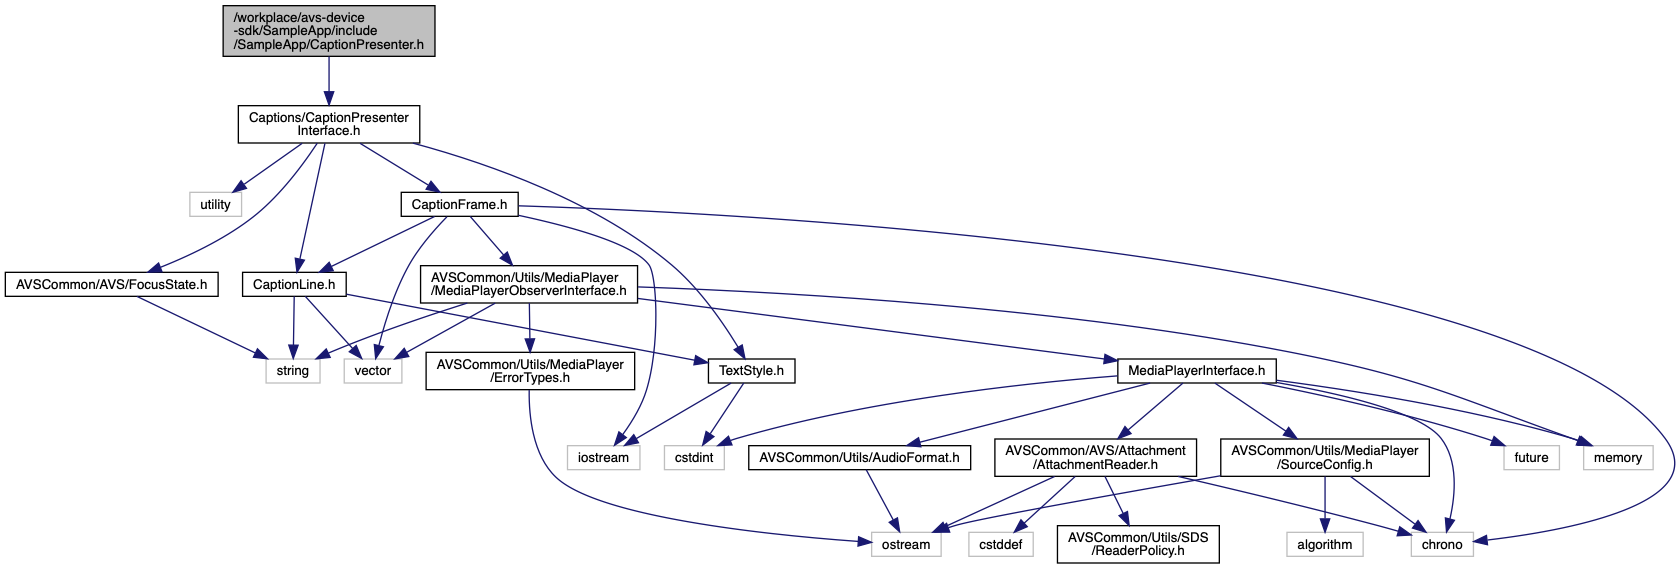 /workplace/avs-device
-sdk/SampleApp/include
/SampleApp/CaptionPresenter.h
Captions/CaptionPresenter
Interface.h
utility
CaptionFrame.h
AVSCommon/AVS/FocusState.h
CaptionLine.h
AVSCommon/Utils/MediaPlayer
/MediaPlayerObserverInterface.h
string
vector
AVSCommon/Utils/MediaPlayer
/ErrorTypes.h
TextStyle.h
MediaPlayerInterface.h
iostream
cstdint
AVSCommon/Utils/AudioFormat.h
AVSCommon/AVS/Attachment
/AttachmentReader.h
AVSCommon/Utils/MediaPlayer
/SourceConfig.h
future
memory
ostream
cstddef
AVSCommon/Utils/SDS
/ReaderPolicy.h
algorithm
chrono